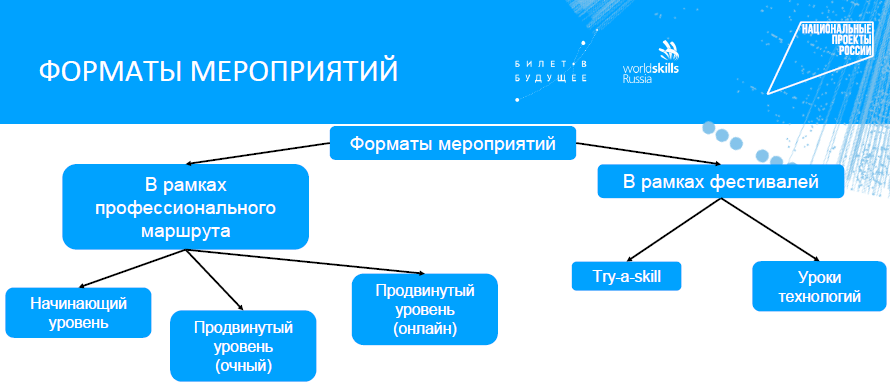 ФОРМАТЫ МЕРОПРИЯТИЙ
БИЛЕТ В
БУДУЩЕЕ
worldskills
Russia
НАЦИОНАЛЬНЫЕ
ПРОЕКТЫ
РОССИИ
Форматы мероприятий
В рамках
профессионального
маршрута
В рамках фестивалей
Начинающий
уровень
Продвинутый
уровень
(очный)
Продвинутый
уровень
(онлайн)
Try-a-skill
Уроки
технологий